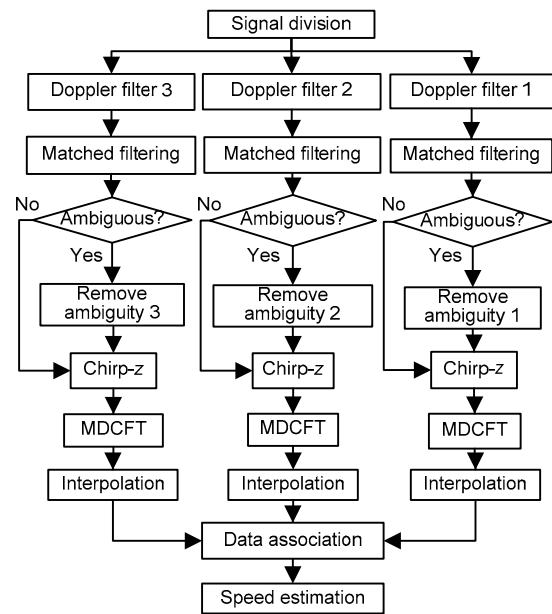 Signal division
Doppler filter 3
Doppler filter 2
Doppler filter 1
Matched filtering
Matched filtering
Matched filtering
No
Ambiguous?
No
Ambiguous?
No
Ambiguous?
Yes
Yes
Yes
Remove
ambiguity 3
Remove
ambiguity 2
Remove
ambiguity 1
Chirp-z
Chirp-z
Chirp-z
MDCFT
MDCFT
MDCFT
Interpolation
Interpolation
Interpolation
Data association
Speed estimation